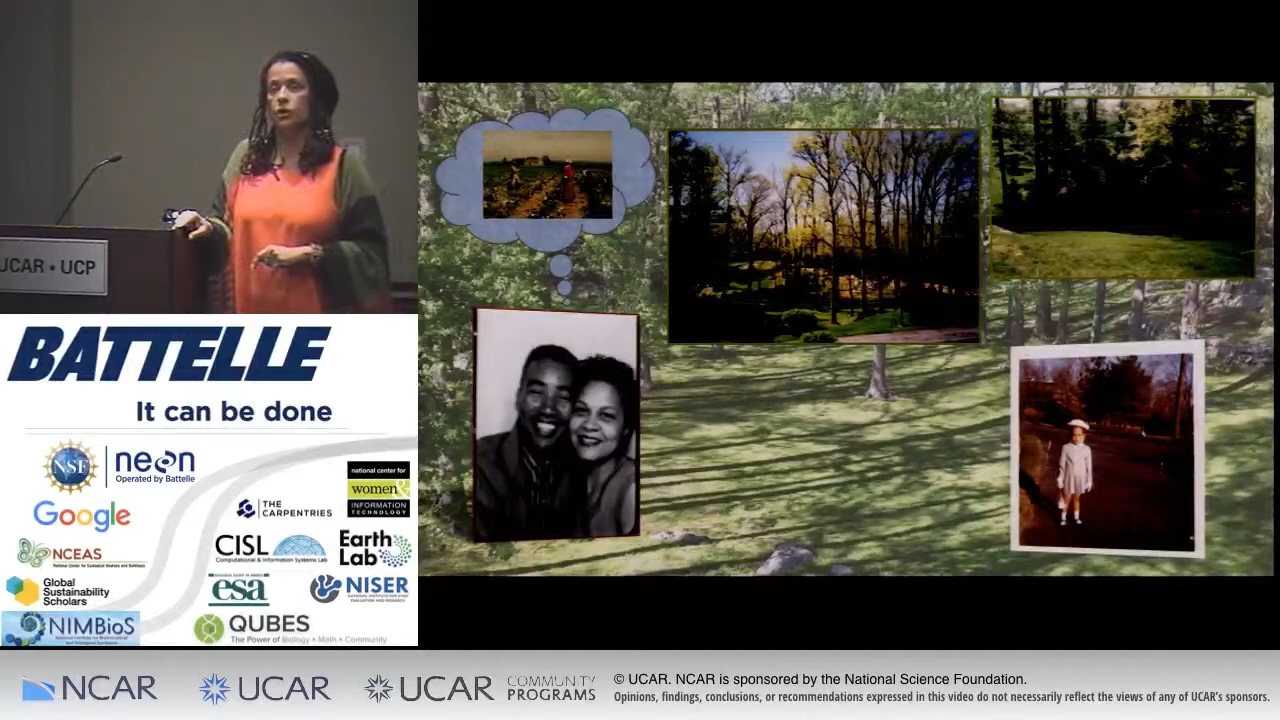 UCAR • UCP
BATTELLE
It can be done
NSF
neon
Operated by Battelle
national center for
women &
INFORMATION
TECHNOLOGY
Google
THE
CARPENTRIES
NCEAS
CISL
Computational & Information Systems Lab
Earth
Lab
Global
Sustainability
Scholars
esa
NISER
NIMBioS
QUBES
The Power of Biology • Math • Community
NCAR
UCAR
UCAR
COMMUNITY
PROGRAMS
© UCAR. NCAR is sponsored by the National Science Foundation.
Opinions, findings, conclusions, or recommendations expressed in this video do not necessarily reflect the views of any of UCAR's sponsors.